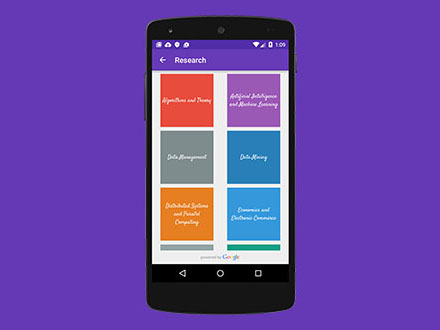 1:09
Research
Algorithms and Theory
Artificial Intelligence
and Machine Learning
Data Management
Data Mining
Distributed Systems
and Parallel
Computing
Economics and
Electronic Commerce
powered by Google